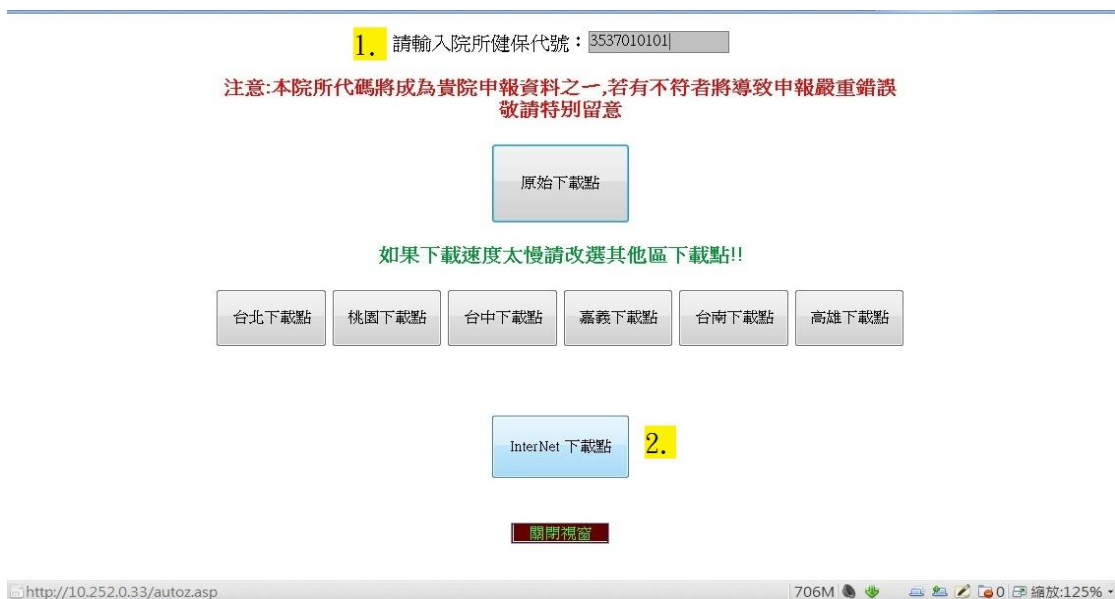 1. 請輸入院所健保代號：3537010101
注意:本院所代碼將成為貴院申報資料之一,若有不符者將導致申報嚴重錯誤
敬請特別留意
原始下載點
如果下載速度太慢請改選其他區下載點!!
台北下載點 桃園下載點 台中下載點 嘉義下載點 台南下載點 高雄下載點
InterNet 下載點 2.
關閉視窗
http://10.252.0.33/autoz.asp 706M 0 縮放:125%